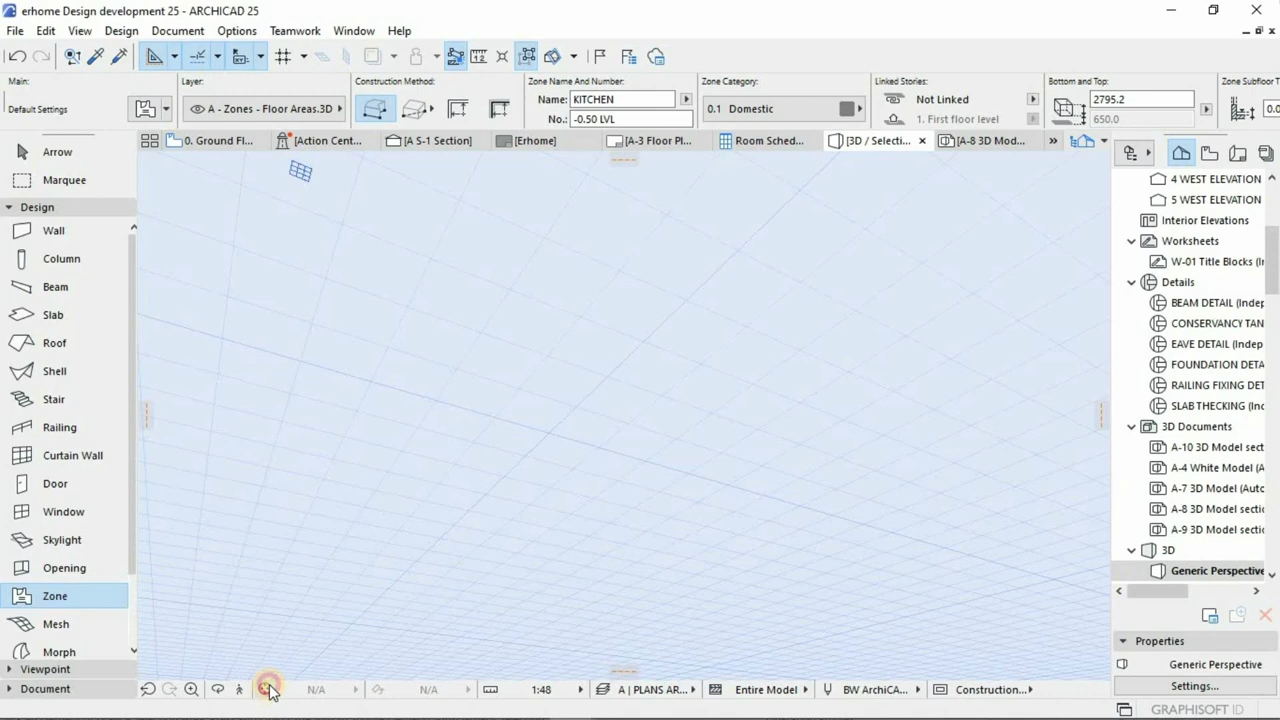 erhome Design development 25 - ARCHICAD 25
File Edit View Design Document Options Teamwork Window Help
Main: Layer: Construction Method: Zone Name And Number: Zone Category: Linked Stories: Bottom and Top: Zone Subfloor T
Default Settings A - Zones - Floor Areas.3D Name: KITCHEN 0.1 Domestic Not Linked 2795.2 0.0
No.: -0.50 LVL 1. First floor level 650.0
0. Ground Fl... [Action Cent... [A S-1 Section] [Erhome] [A-3 Floor Pl... Room Sched... [3D / Selecti... [A-8 3D Mod...
Arrow
Marquee
Design
Wall
Column
Beam
Slab
Roof
Shell
Stair
Railing
Curtain Wall
Door
Window
Skylight
Opening
Zone
Mesh
Morph
Viewpoint
Document
4 WEST ELEVATION
5 WEST ELEVATION
Interior Elevations
Worksheets
W-01 Title Blocks (I
Details
BEAM DETAIL (Indep
CONSERVANCY TAN
EAVE DETAIL (Indep
FOUNDATION DETA
RAILING FIXING DET
SLAB THECKING (Inc
3D Documents
A-10 3D Model sect
A-4 White Model (A
A-7 3D Model (Auto
A-8 3D Model sectio
A-9 3D Model sectio
3D
Generic Perspective
Properties
Generic Perspective
Settings...
N/A N/A 1:48 A | PLANS AR... Entire Model BW ArchiCA... Construction...
GRAPHISOFT ID